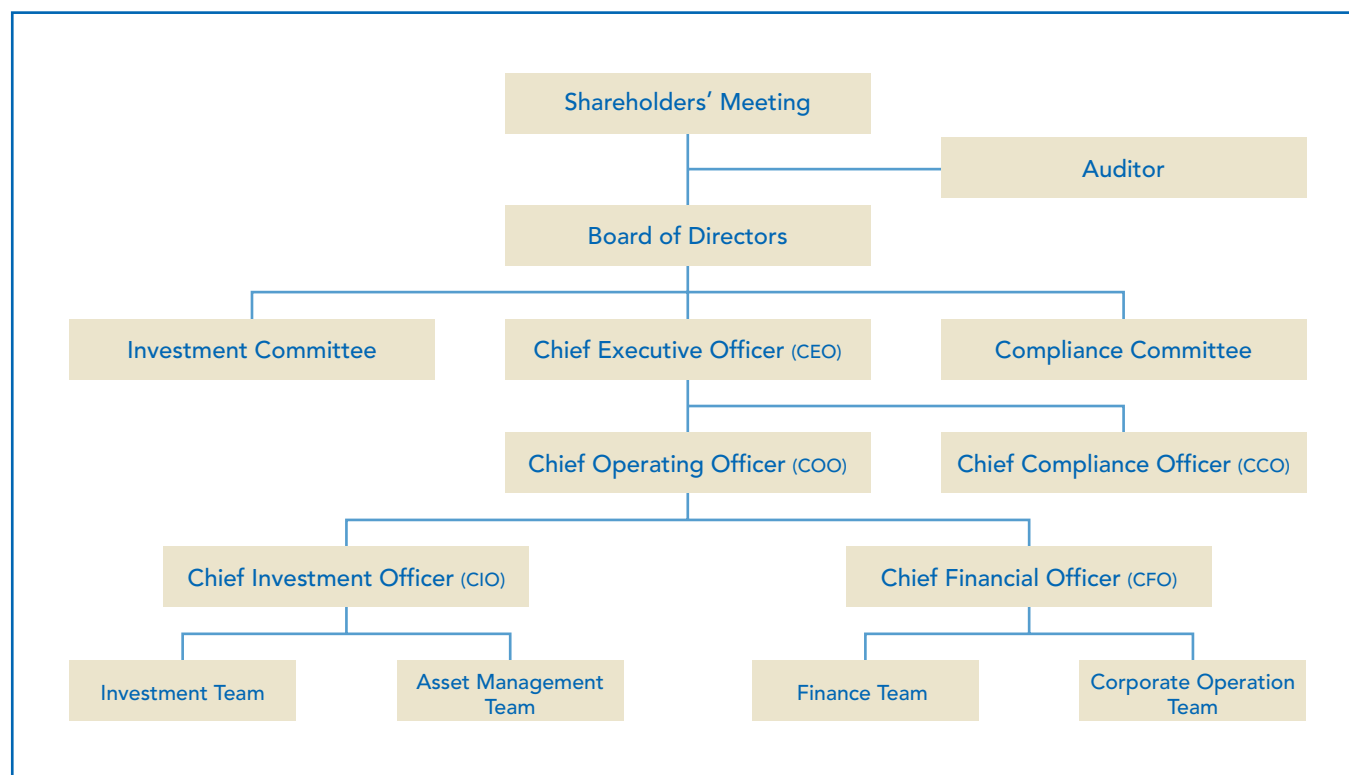 Shareholders’ Meeting
Auditor
Board of Directors
Investment Committee
Chief Executive Officer (CEO)
Compliance Committee
Chief Operating Officer (COO)
Chief Compliance Officer (CCO)
Chief Investment Officer (CIO)
Chief Financial Officer (CFO)
Investment Team
Asset Management
Team
Finance Team
Corporate Operation
Team